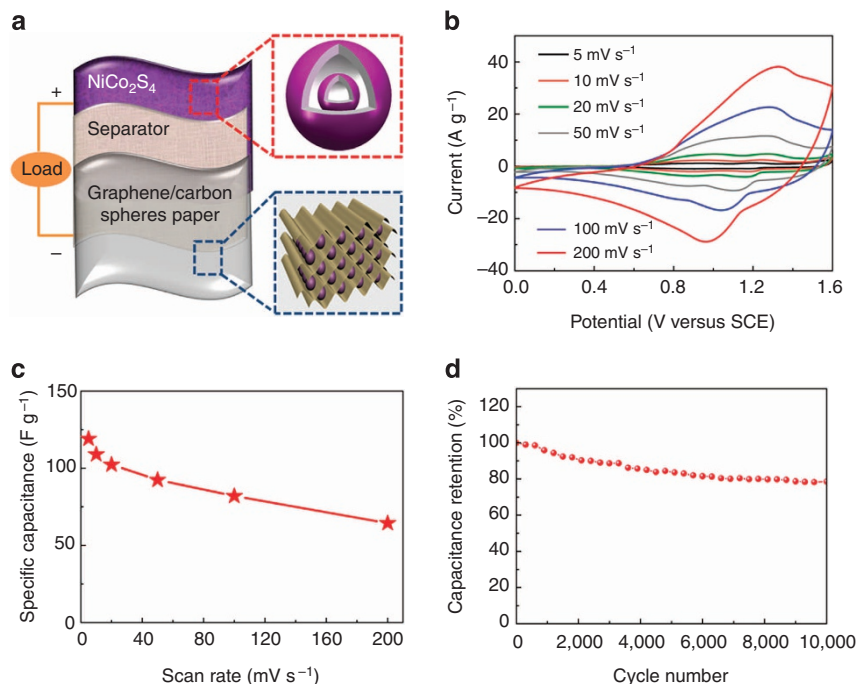 a
NiCo₂S₄
+
Separator
Load
Graphene/carbon
spheres paper
–
b
40
20
0
−20
−40
Current (A g⁻¹)
5 mV s⁻¹
10 mV s⁻¹
20 mV s⁻¹
50 mV s⁻¹
100 mV s⁻¹
200 mV s⁻¹
0.0 0.4 0.8 1.2 1.6
Potential (V versus SCE)
c
150
100
50
0
Specific capacitance (F g⁻¹)
0 40 80 120 160 200
Scan rate (mV s⁻¹)
d
120
100
80
60
40
20
0
Capacitance retention (%)
0 2,000 4,000 6,000 8,000 10,000
Cycle number